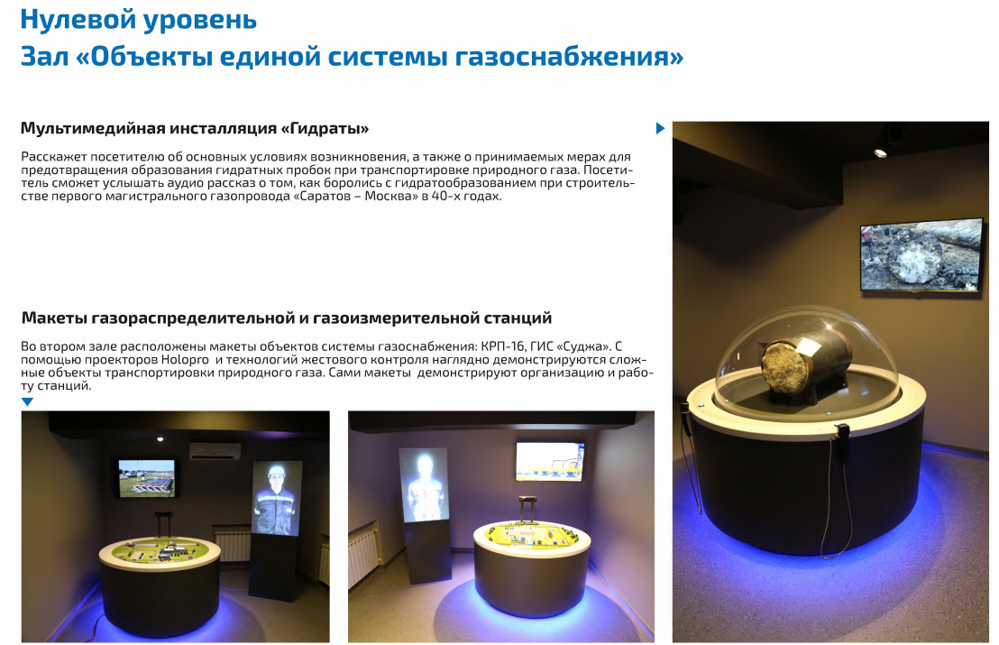 Нулевой уровень
Зал «Объекты единой системы газоснабжения»
Мультимедийная инсталляция «Гидраты»
Расскажет посетителю об основных условиях возникновения, а также о принимаемых мерах для
предотвращения образования гидратных пробок при транспортировке природного газа. Посети-
тель сможет услышать аудио рассказ о том, как боролись с гидратообразованием при строитель-
стве первого магистрального газопровода «Саратов – Москва» в 40-х годах.
Макеты газораспределительной и газоизмерительной станций
Во втором зале расположены макеты объектов системы газоснабжения: КРП-16, ГИС «Суджа». С
помощью проекторов Holopro и технологий жестового контроля наглядно демонстрируются слож-
ные объекты транспортировки природного газа. Сами макеты демонстрируют организацию и рабо-
ту станций.